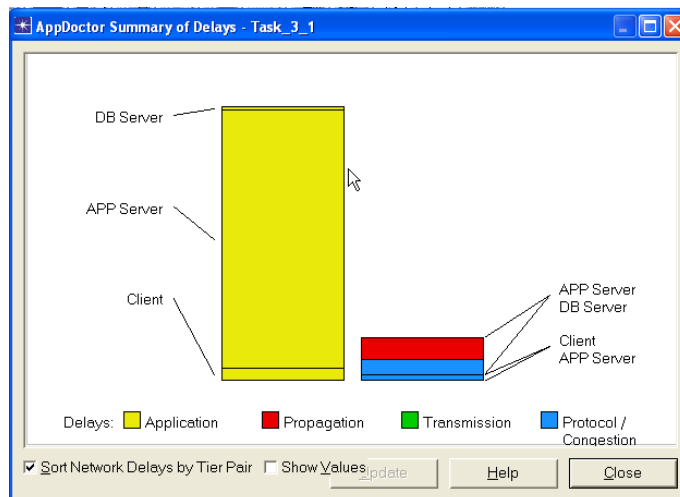 AppDoctor Summary of Delays - Task_3_1
DB Server
APP Server
Client
APP Server
DB Server
Client
APP Server
Delays: Application Propagation Transmission Protocol /
Congestion
Sort Network Delays by Tier Pair Show Values Update Help Close